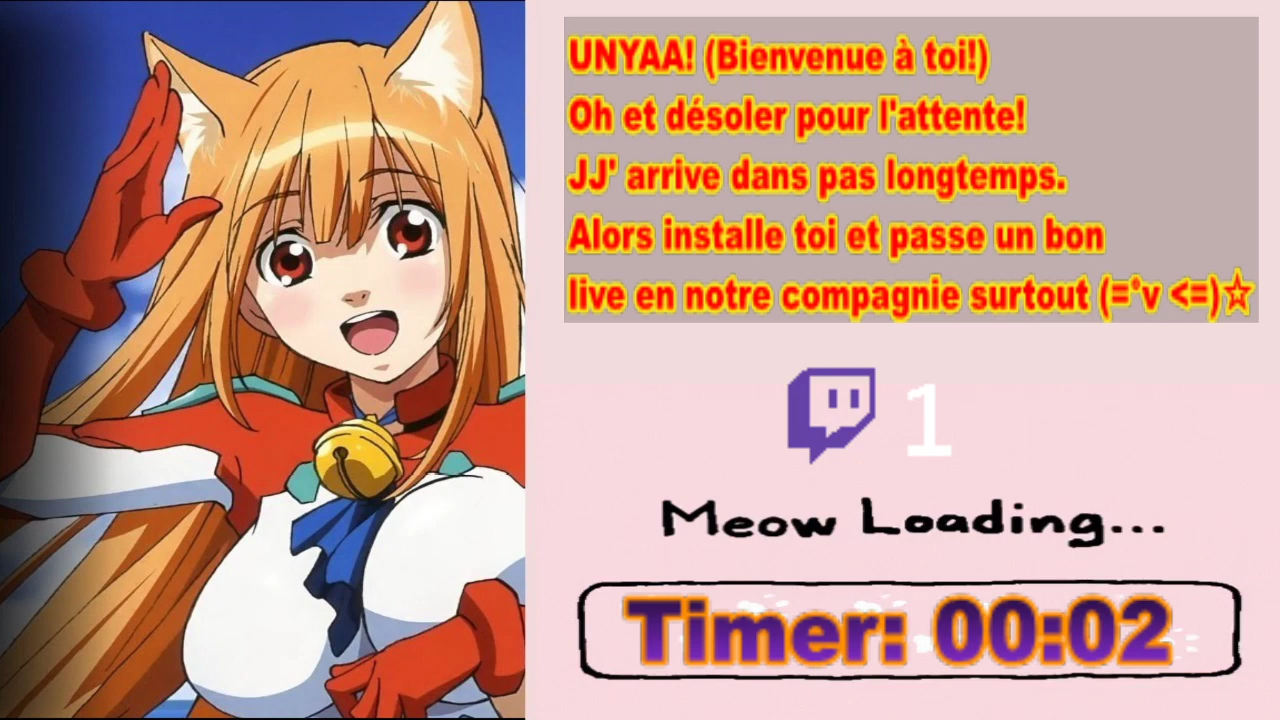 UNYAA! (Bienvenue à toi!)
Oh et désoler pour l'attente!
JJ' arrive dans pas longtemps.
Alors installe toi et passe un bon
live en notre compagnie surtout (=°v <=)☆
1
Meow Loading...
Timer: 00:02